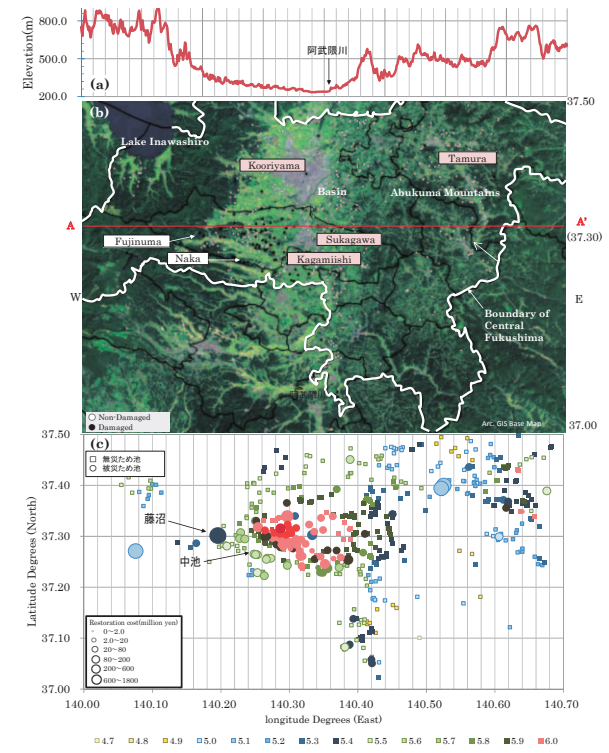 800.0
500.0
200.0
Elevation(m)
(a)
阿武隈川
37.50
(b)
Lake Inawashiro
Kooriyama
Tamura
Basin
Abukuma Mountains
A
A'
(37.30)
Fujinuma
Sukagawa
Naka
Kagamiishi
W
E
Boundary of
Central
Fukushima
Non-Damaged
Damaged
Arc. GIS Base Map
37.00
37.50
37.40
37.30
37.20
37.10
37.00
Latitude Degrees (North)
(c)
無災ため池
被災ため池
藤沼
中池
Restoration cost(million yen)
0~2.0
2.0~20
20~80
80~200
200~600
600~1800
140.00
140.10
140.20
140.30
140.40
140.50
140.60
140.70
longitude Degrees (East)
4.7
4.8
4.9
5.0
5.1
5.2
5.3
5.4
5.5
5.6
5.7
5.8
5.9
6.0